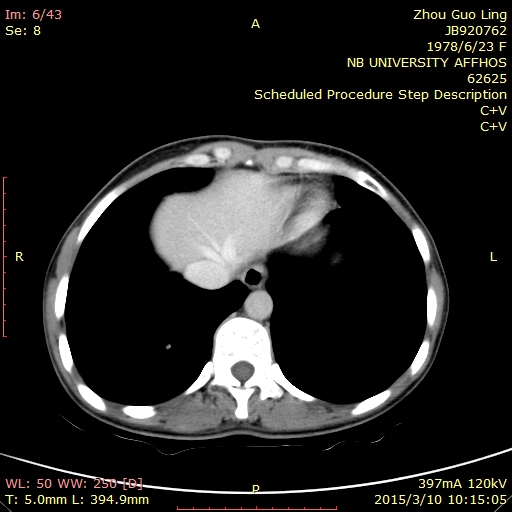 Im: 6/43
Se: 8
A
Zhou Guo Ling
JB920762
1978/6/23 F
NB UNIVERSITY AFFHOS
62625
Scheduled Procedure Step Description
C+V
C+V
R
L
WL: 50 WW: 250 [D]
T: 5.0mm L: 394.9mm
P
397mA 120kV
2015/3/10 10:15:05